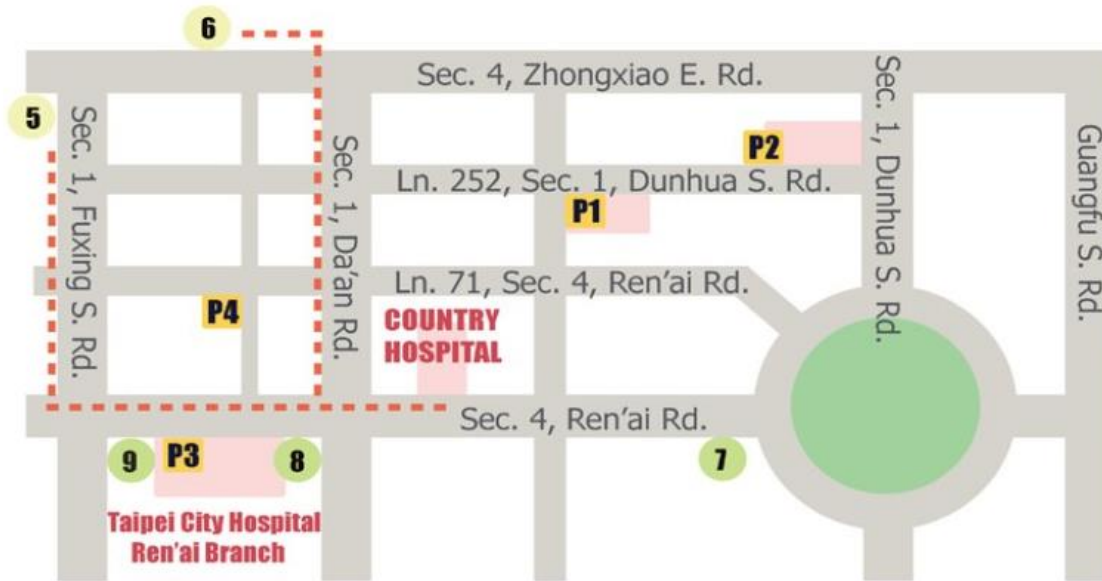 6
Sec. 4, Zhongxiao E. Rd.
5
Sec. 1, Fuxing S. Rd.
Sec. 1, Da'an Rd.
Sec. 1, Dunhua S. Rd.
Guangfu S. Rd.
P2
Ln. 252, Sec. 1, Dunhua S. Rd.
P1
Ln. 71, Sec. 4, Ren'ai Rd.
P4
COUNTRY
HOSPITAL
Sec. 4, Ren'ai Rd.
9
P3
8
7
Taipei City Hospital
Ren'ai Branch